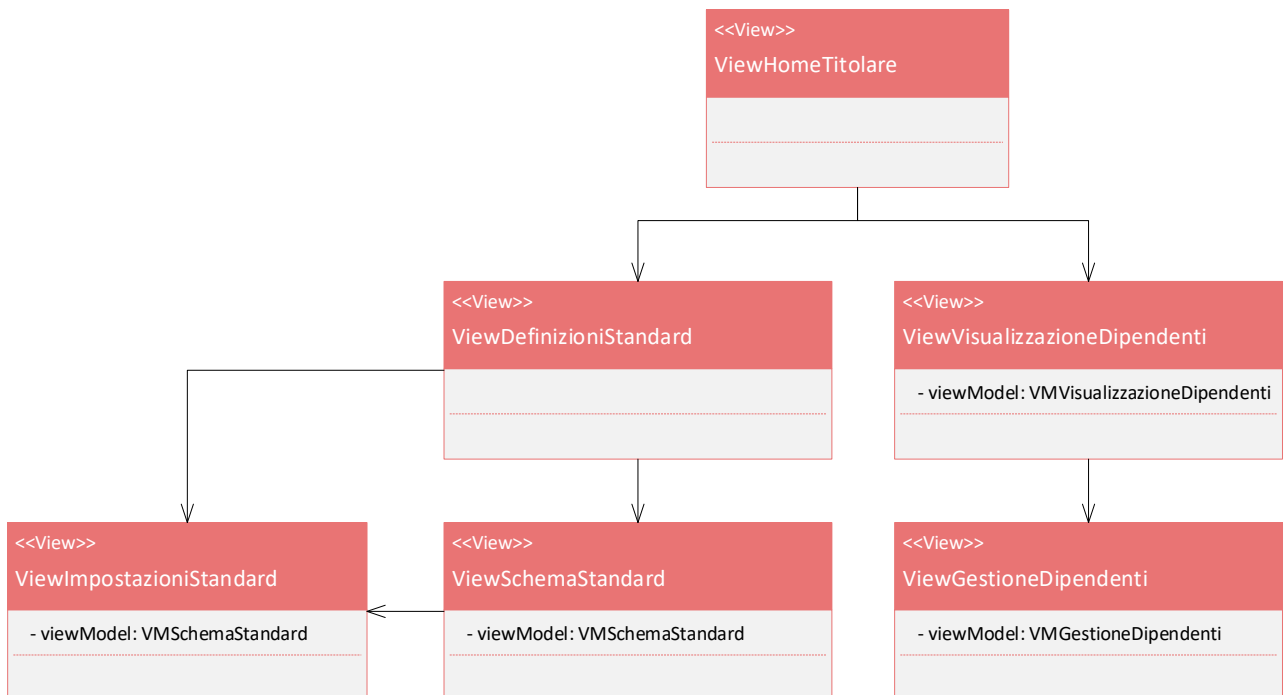 <<View>>
ViewHomeTitolare
<<View>>
ViewDefinizioniStandard
<<View>>
ViewVisualizzazioneDipendenti
- viewModel: VMVisualizzazioneDipendenti
<<View>>
ViewImpostazioniStandard
- viewModel: VMSchemaStandard
<<View>>
ViewSchemaStandard
- viewModel: VMSchemaStandard
<<View>>
ViewGestioneDipendenti
- viewModel: VMGestioneDipendenti